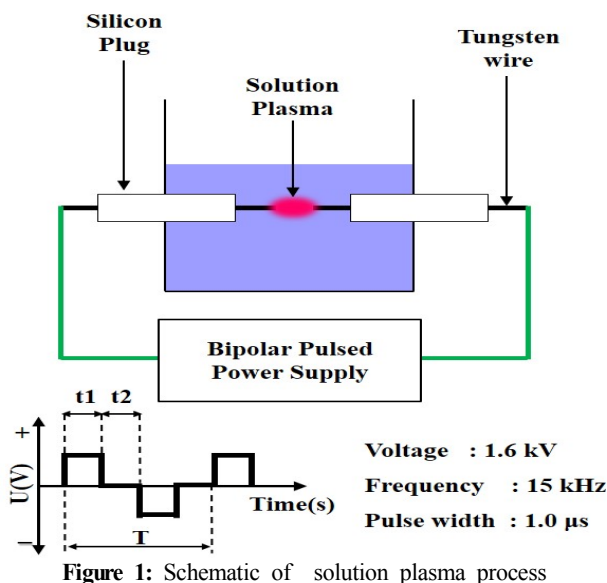 Silicon
Plug
Tungsten
wire
Solution
Plasma
Bipolar Pulsed
Power Supply
t1 t2
+
U(V)
–
Time(s)
T
Voltage : 1.6 kV
Frequency : 15 kHz
Pulse width : 1.0 µs
Figure 1: Schematic of solution plasma process